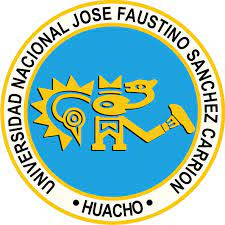 UNIVERSIDAD NACIONAL JOSE FAUSTINO SANCHEZ CARRION
• HUACHO •